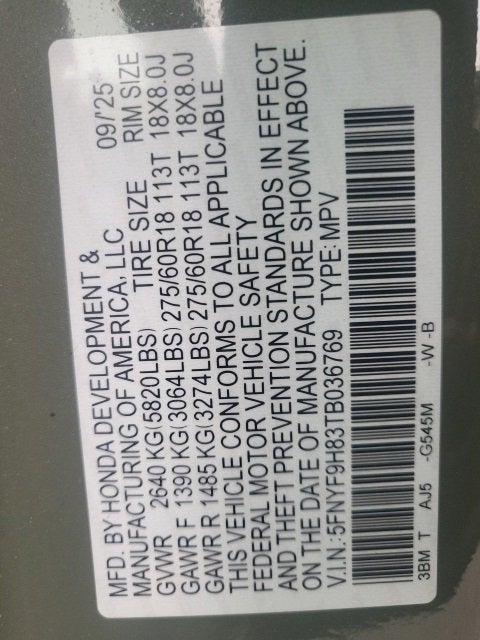 MFD. BY HONDA DEVELOPMENT &
MANUFACTURING OF AMERICA, LLC 09/'25
GVWR 2640 KG(5820LBS) TIRE SIZE RIM SIZE
GAWR F 1390 KG(3064LBS) 275/60R18 113T 18X8.0J
GAWR R 1485 KG(3274LBS) 275/60R18 113T 18X8.0J
THIS VEHICLE CONFORMS TO ALL APPLICABLE
FEDERAL MOTOR VEHICLE SAFETY
AND THEFT PREVENTION STANDARDS IN EFFECT
ON THE DATE OF MANUFACTURE SHOWN ABOVE.
V.I.N.: 5FNYF9H83TB036769 TYPE: MPV
3BM T AJ5 -G545M -W -B